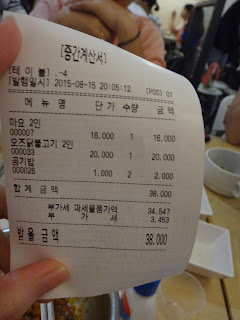 [중간계산서]
[테이블] -4
[발행일시] 2015-08-15 20:05:12 [POS] 01
메뉴명 단가 수량 금액
마요 2인
000007 16,000 1 16,000
오즈닭불고기 2인
000033 20,000 1 20,000
공기밥
000026 1,000 2 2,000
합계 금액 38,000
부가세 과세물품가액 34,547
부가세 3,453
받을금액 38,000